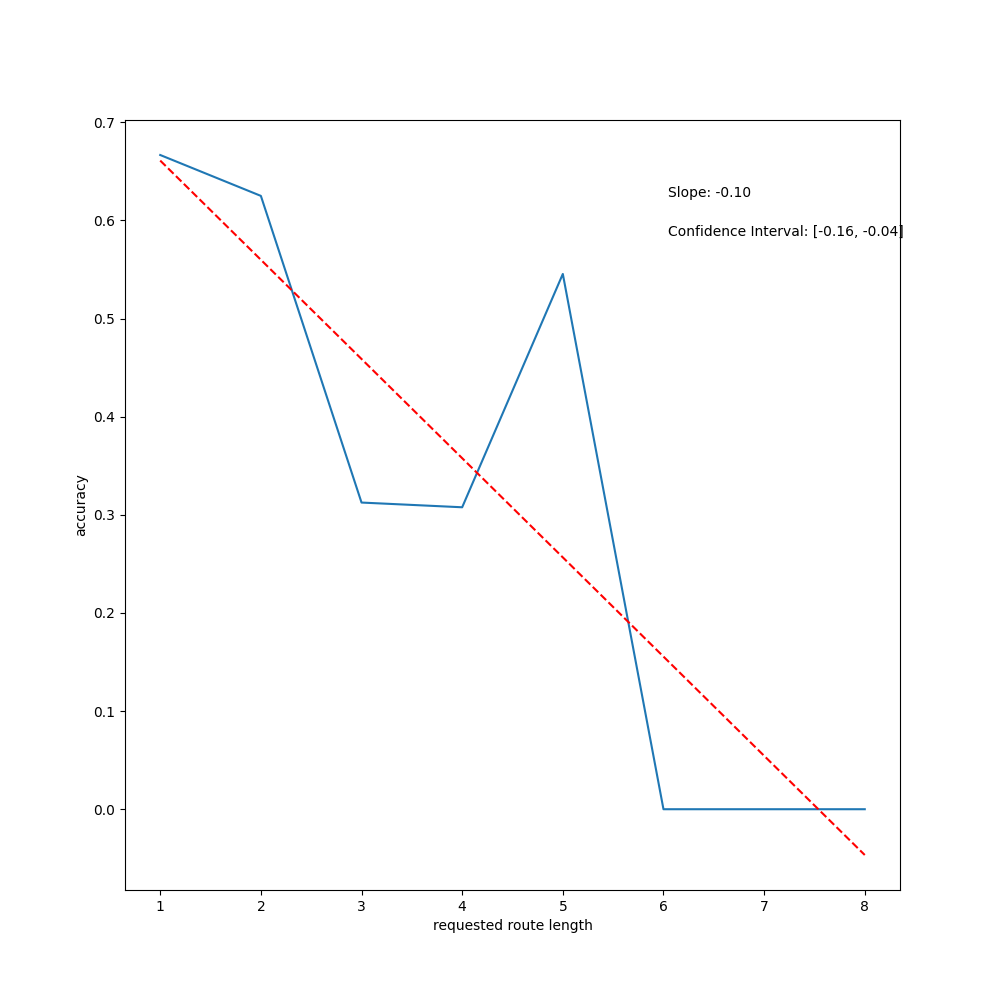 0.7
0.6
0.5
0.4
0.3
0.2
0.1
0.0
accuracy
Slope: -0.10
Confidence Interval: [-0.16, -0.04]
1 2 3 4 5 6 7 8
requested route length